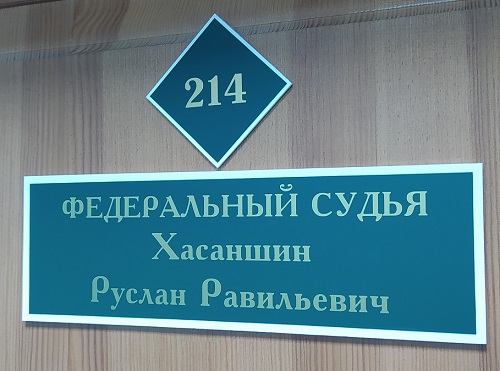 214
ФЕДЕРАЛЬНЫЙ СУДЬЯ
Хасаншин
Руслан Равильевич